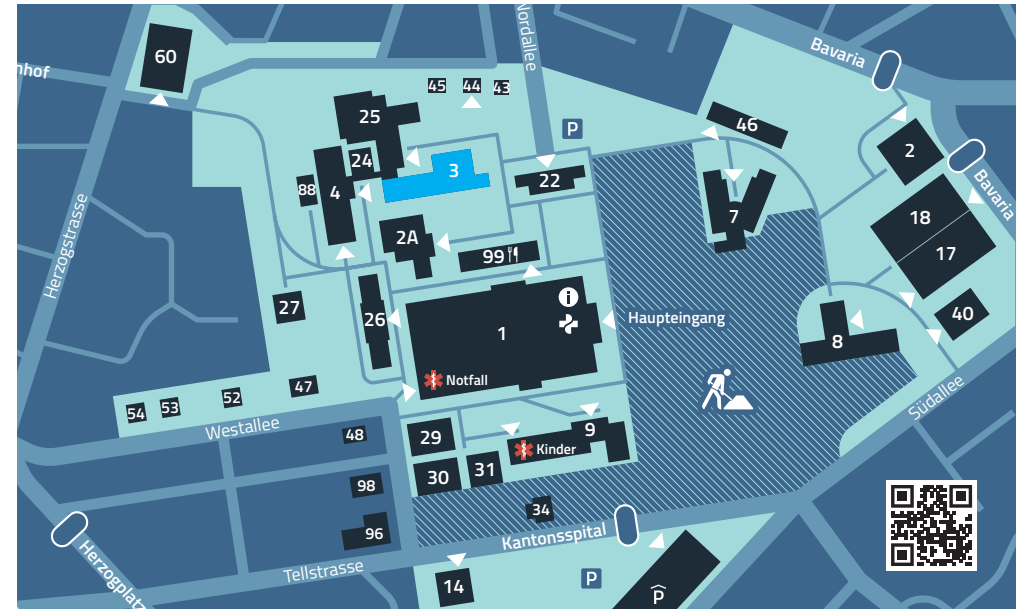 Nordallee
Bavaria
60
nhof
45
44
43
25
P
46
2
24
3
22
Bavaria
88
4
7
18
2A
17
99
Herzogstrasse
27
26
i
Haupteingang
40
1
8
Notfall
47
52
54
53
Westallee
Südallee
48
29
9
Kinder
30
31
98
34
96
Kantonsspital
Tellstrasse
Herzogplatz
14
P
P